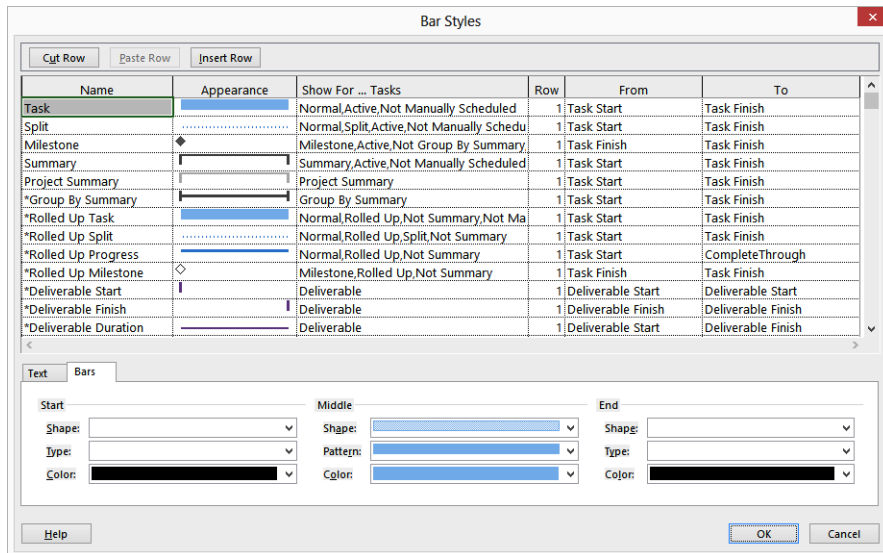 Bar Styles
Cut Row Paste Row Insert Row
Name Appearance Show For ... Tasks Row From To
Task Normal,Active,Not Manually Scheduled 1 Task Start Task Finish
Split Normal,Split,Active,Not Manually Schedu 1 Task Start Task Finish
Milestone Milestone,Active,Not Group By Summary, 1 Task Finish Task Finish
Summary Summary,Active,Not Manually Scheduled 1 Task Start Task Finish
Project Summary Project Summary 1 Task Start Task Finish
*Group By Summary Group By Summary 1 Task Start Task Finish
*Rolled Up Task Normal,Rolled Up,Not Summary,Not Ma 1 Task Start Task Finish
*Rolled Up Split Normal,Rolled Up,Split,Not Summary 1 Task Start Task Finish
*Rolled Up Progress Normal,Rolled Up,Not Summary 1 Task Start CompleteThrough
*Rolled Up Milestone Milestone,Rolled Up,Not Summary 1 Task Finish Task Finish
*Deliverable Start Deliverable 1 Deliverable Start Deliverable Start
*Deliverable Finish Deliverable 1 Deliverable Finish Deliverable Finish
*Deliverable Duration Deliverable 1 Deliverable Start Deliverable Finish
Text Bars
Start Middle End
Shape: Shape: Shape:
Type: Pattern: Type:
Color: Color: Color:
Help OK Cancel